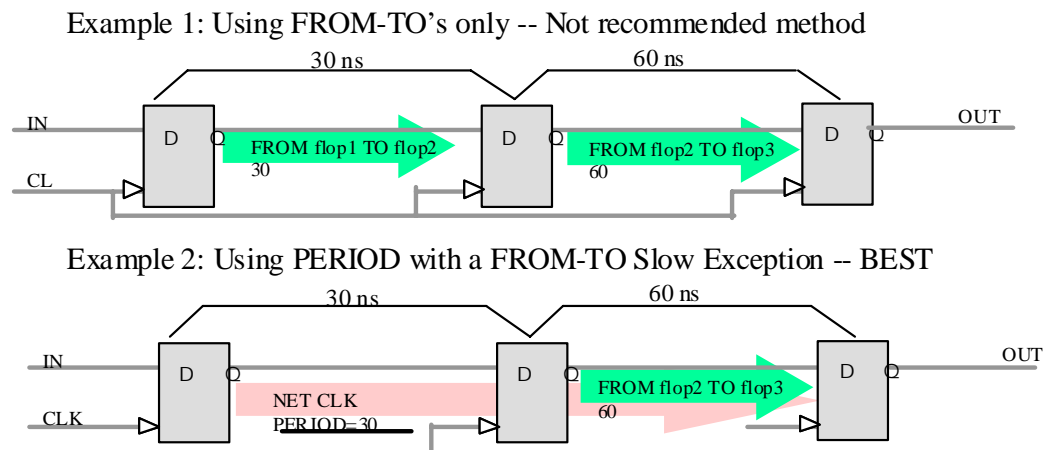 Example 1: Using FROM-TO's only -- Not recommended method
30 ns
60 ns
IN
D
Q
D
Q
D
Q
OUT
FROM flop1 TO flop2
30
FROM flop2 TO flop3
60
CL
Example 2: Using PERIOD with a FROM-TO Slow Exception -- BEST
30 ns
60 ns
IN
D
Q
D
Q
D
Q
OUT
NET CLK
PERIOD=30
FROM flop2 TO flop3
60
CLK